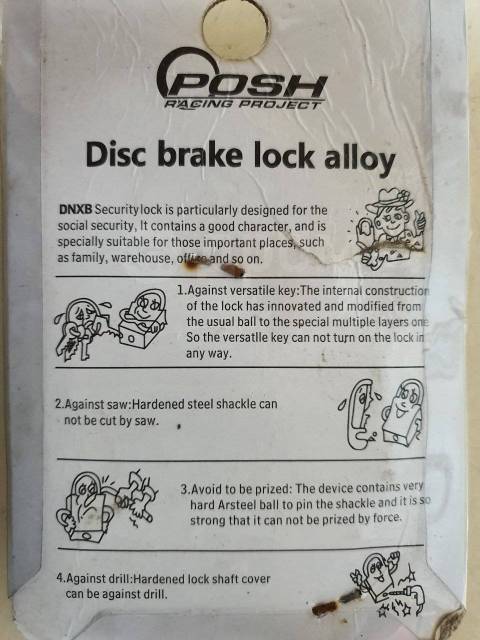 POSH
RACING PROJECT
Disc brake lock alloy
DNXB Security lock is particularly designed for the
social security, It contains a good character, and is
specially suitable for those important places, such
as family, warehouse, office and so on.
1.Against versatile key:The internal construction
of the lock has innovated and modified from
the usual ball to the special multiple layers one
So the versatlle key can not turn on the lock in
any way.
2.Against saw:Hardened steel shackle can
not be cut by saw.
3.Avoid to be prized: The device contains very
hard Arsteel ball to pin the shackle and it is so
strong that it can not be prized by force.
4.Against drill:Hardened lock shaft cover
can be against drill.